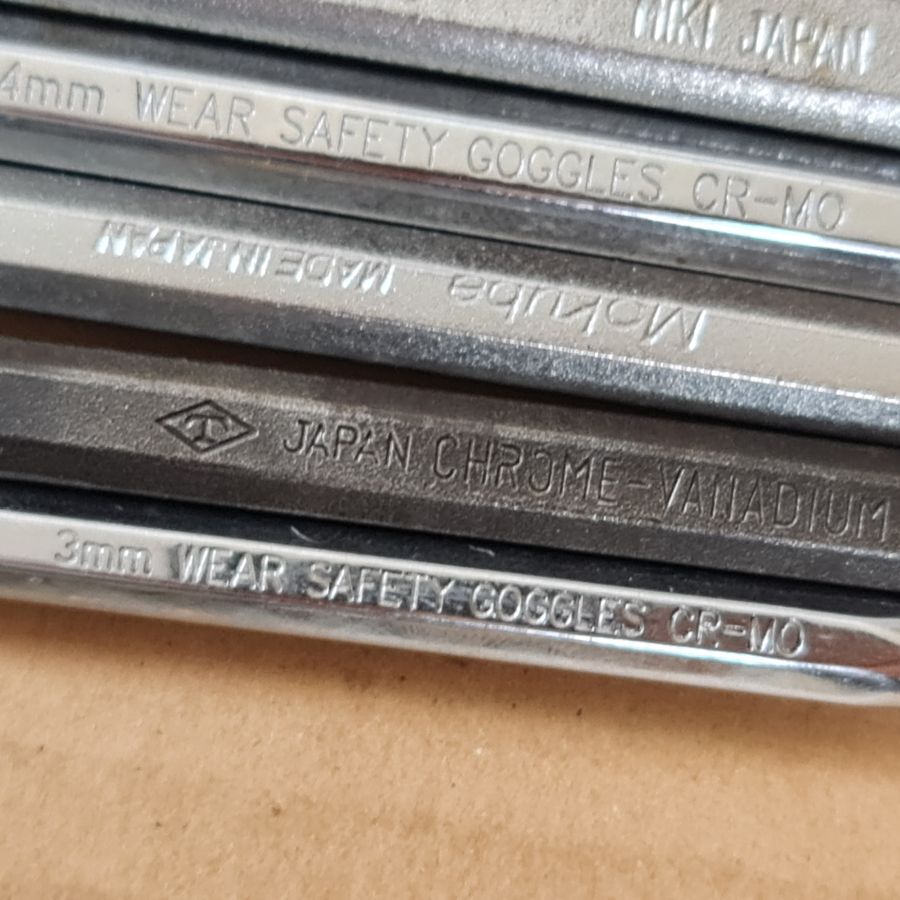 MIKI JAPAN
4mm WEAR SAFETY GOGGLES CR-MO
Mokuba MADE IN JAPAN
T JAPAN CHROME-VANADIUM
3mm WEAR SAFETY GOGGLES CR-MO